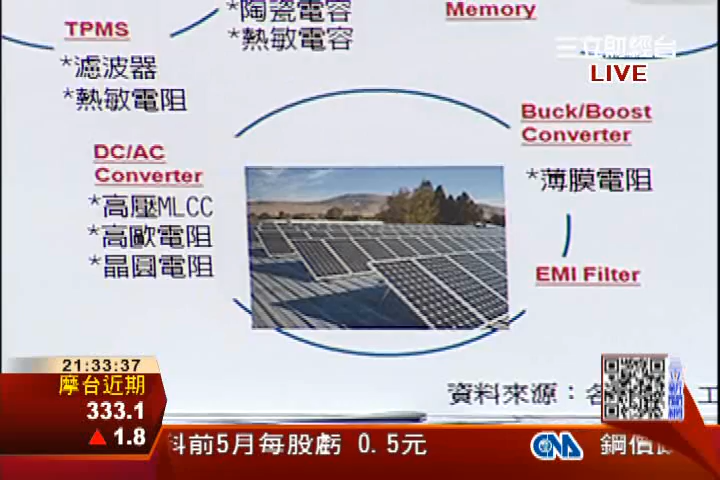 *陶瓷電容
*熱敏電容
Memory
TPMS
*濾波器
*熱敏電阻
三立財經台
LIVE
Buck/Boost
Converter
*薄膜電阻
DC/AC
Converter
*高壓MLCC
*高歐電阻
*晶圓電阻
EMI Filter
資料來源：各
工
21:33:37
摩台近期
333.1
▲1.8
前5月每股虧 0.5元
CNA
鋼價